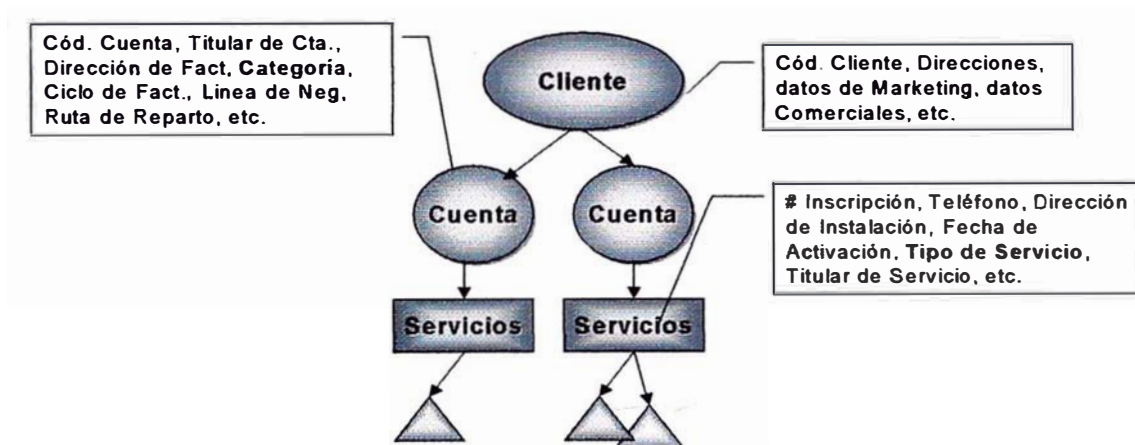 Cód. Cuenta, Titular de Cta.,
Dirección de Fact, Categoría,
Ciclo de Fact., Linea de Neg,
Ruta de Reparto, etc.
Cliente
Cód. Cliente, Direcciones,
datos de Marketing, datos
Comerciales, etc.
Cuenta
Cuenta
# Inscripción, Teléfono, Dirección
de Instalación, Fecha de
Activación, Tipo de Servicio,
Titular de Servicio, etc.
Servicios
Servicios